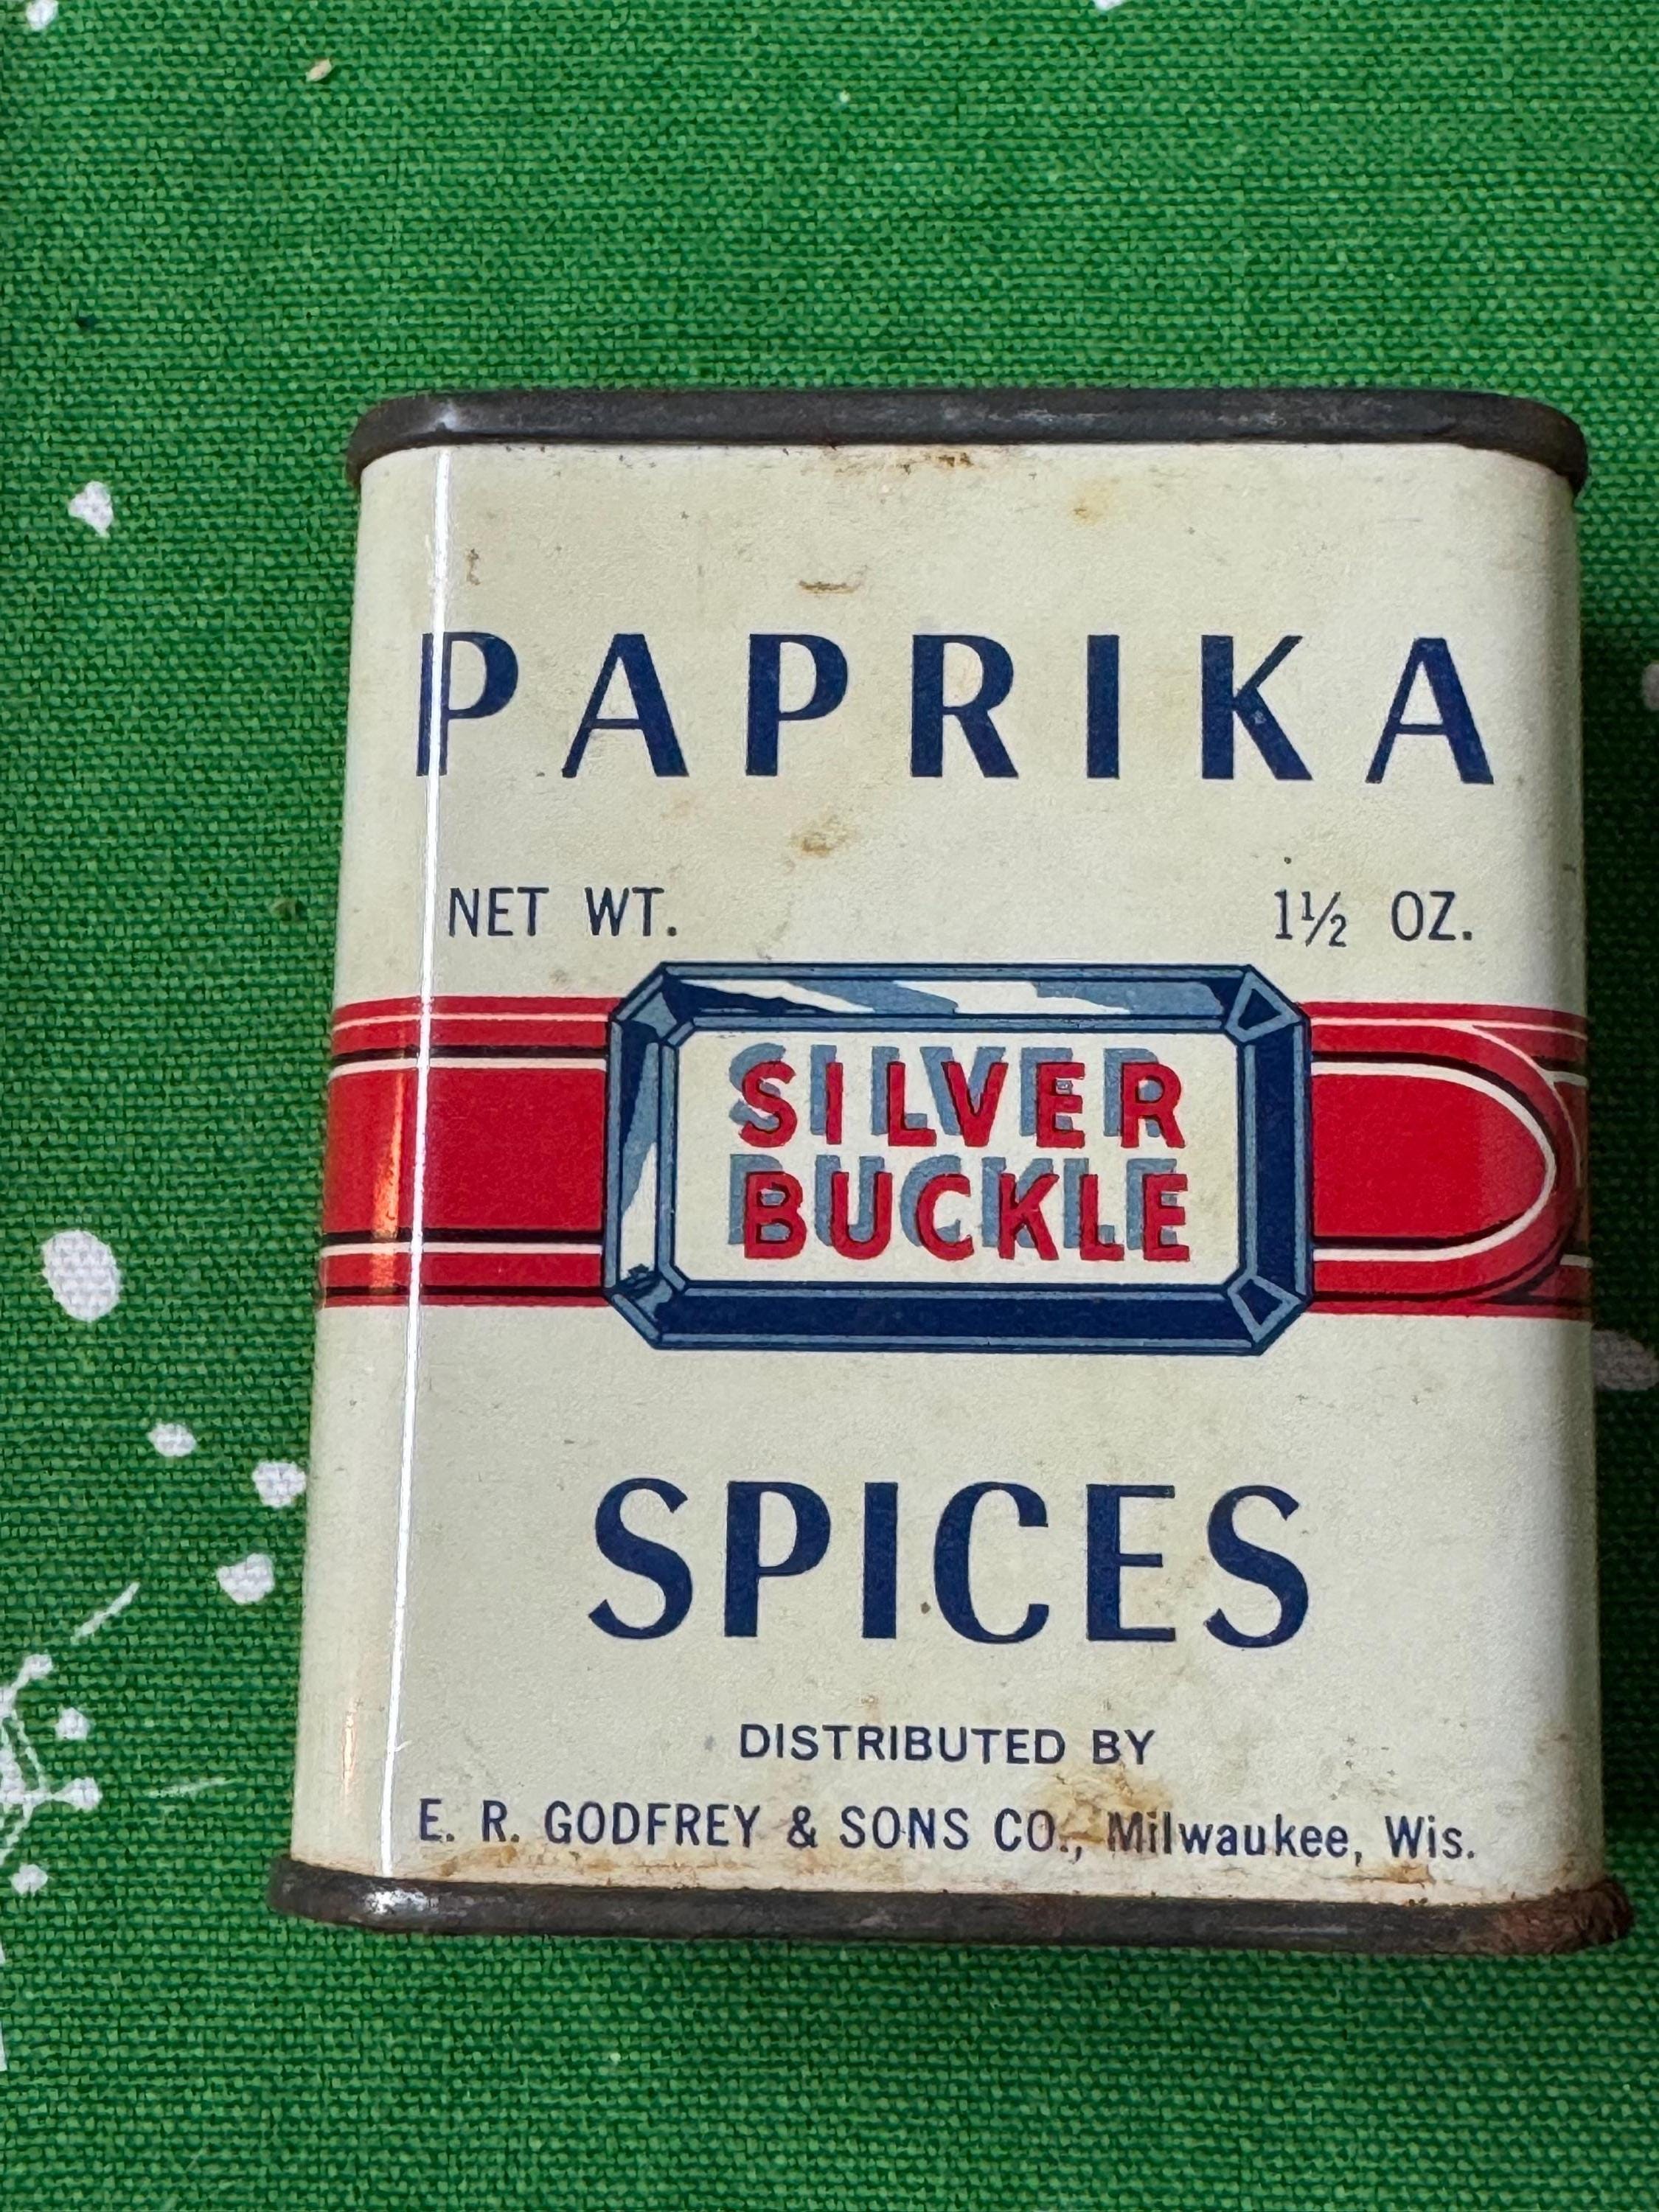 PAPRIKA
NET WT. 1½ OZ.
SILVER
BUCKLE
SPICES
DISTRIBUTED BY
E. R. GODFREY & SONS CO., Milwaukee, Wis.